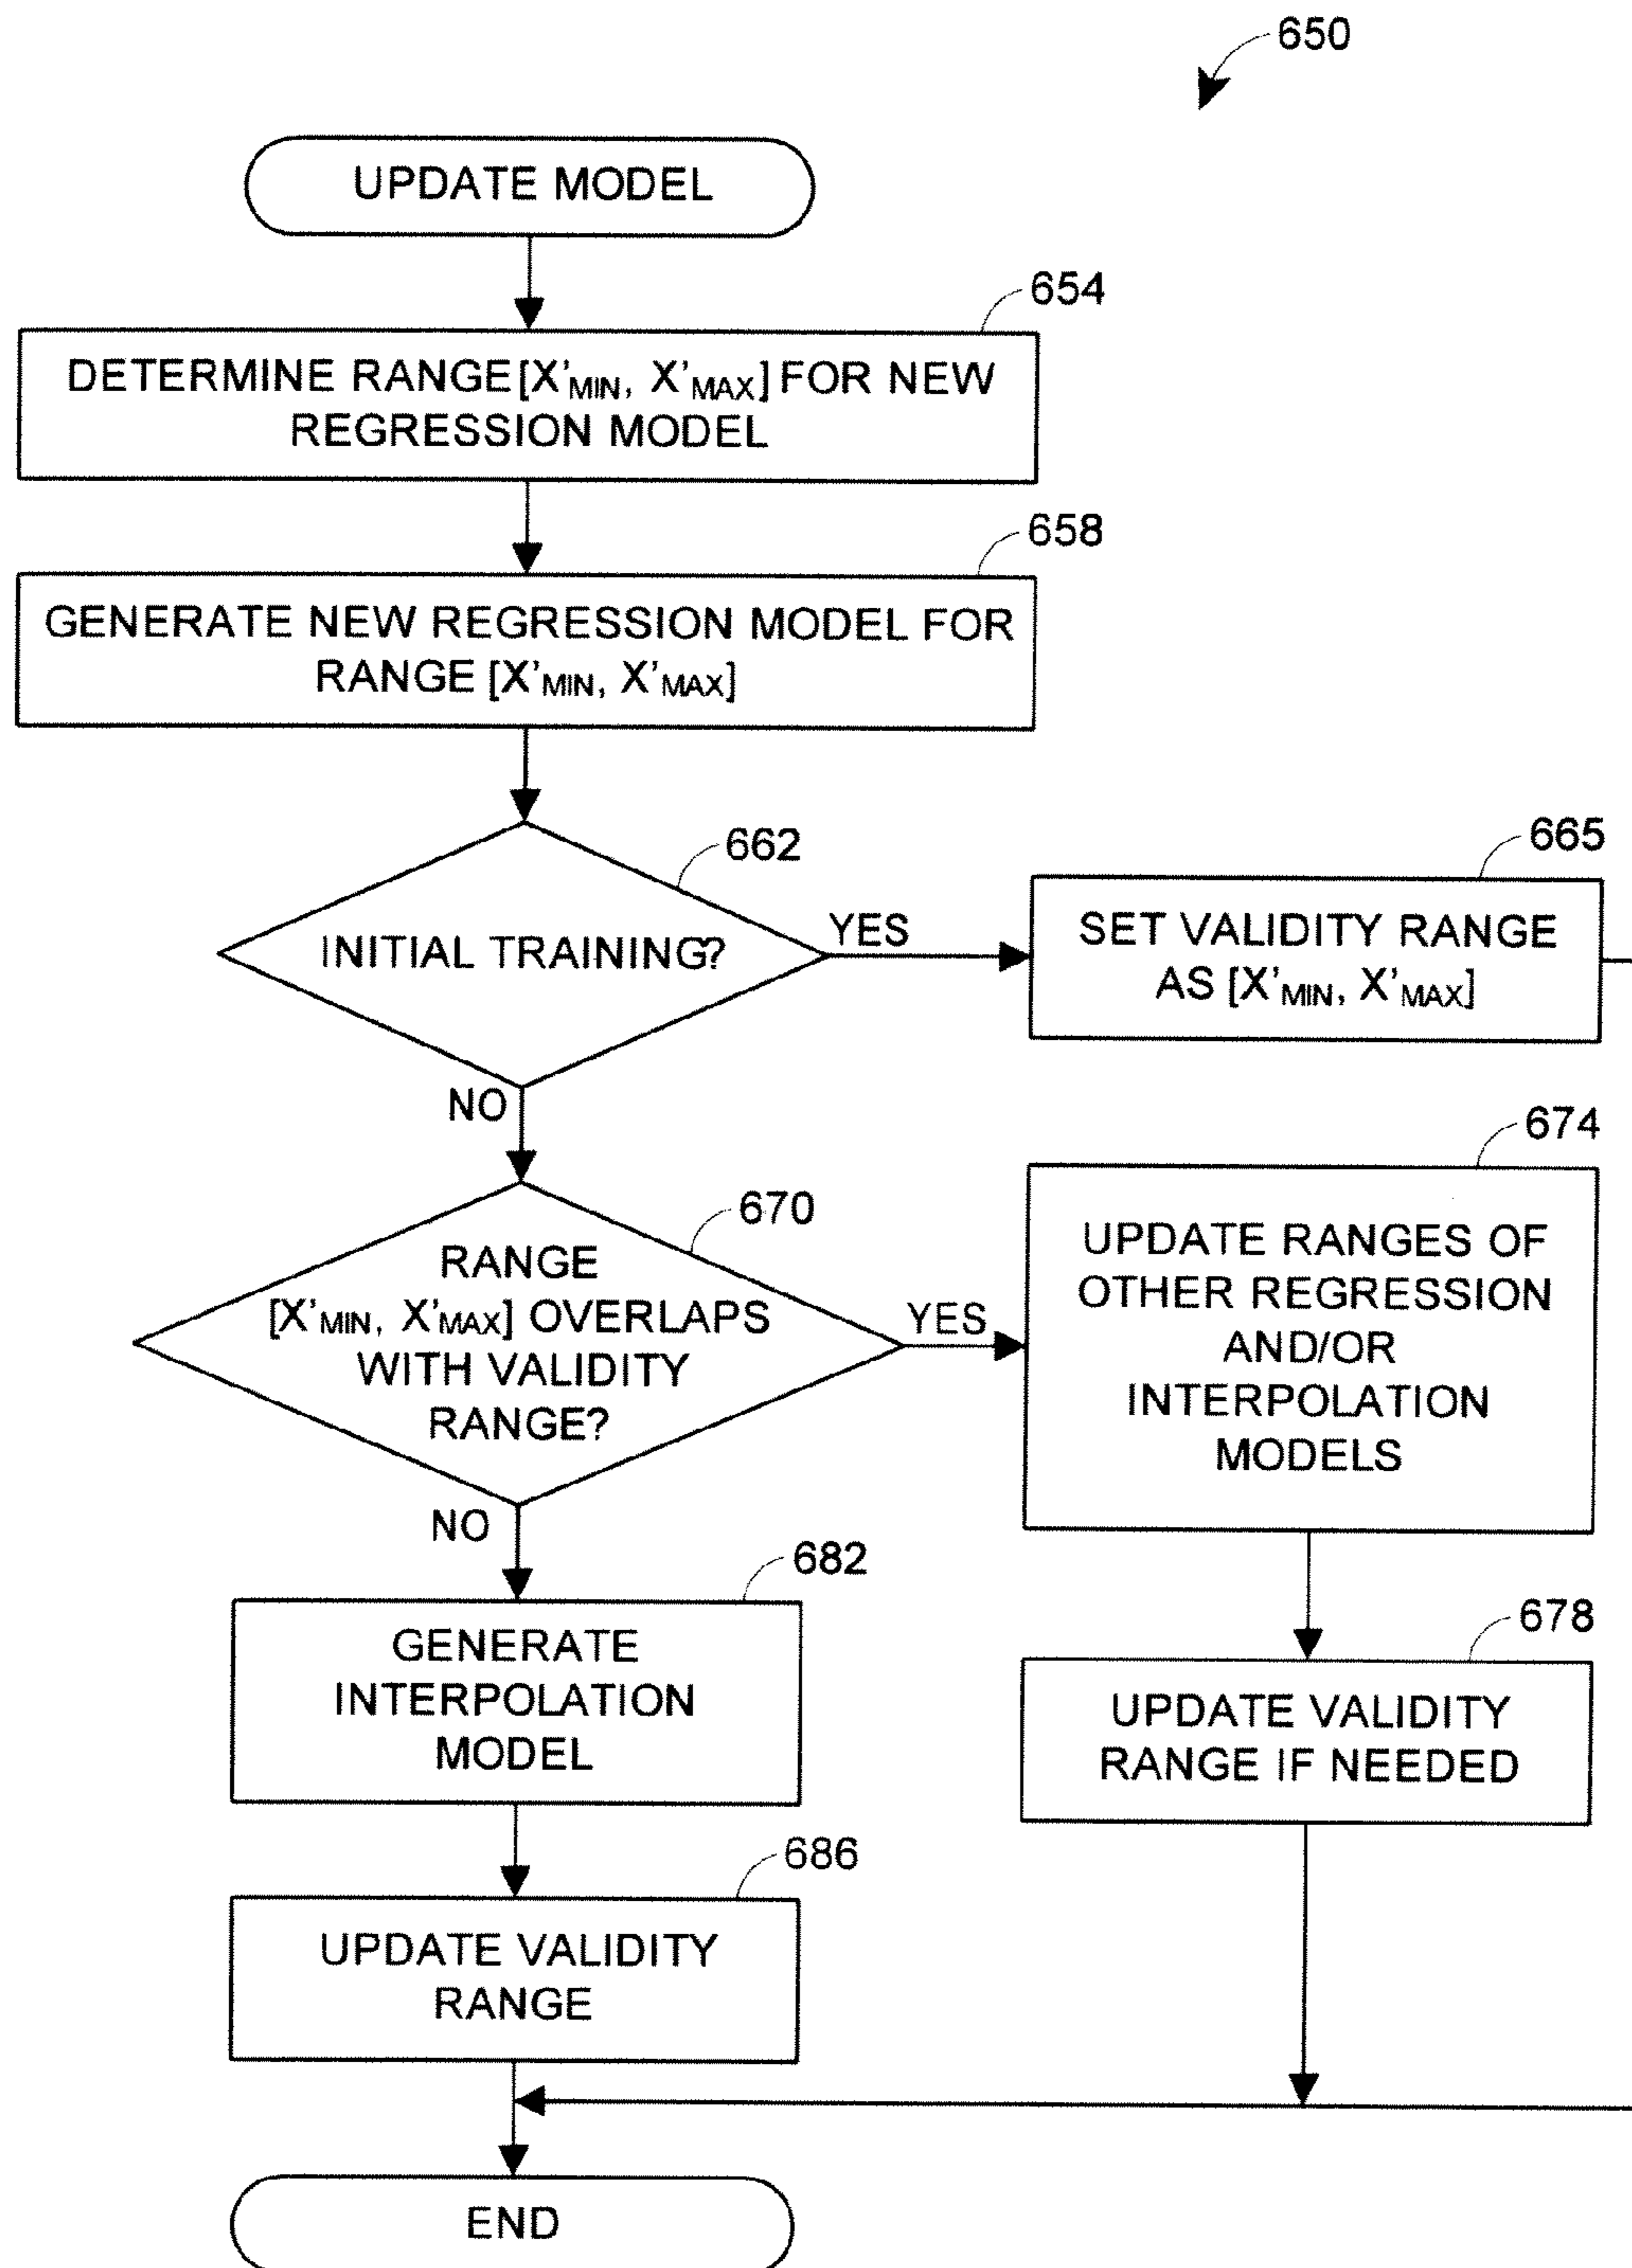 650
UPDATE MODEL
654
DETERMINE RANGE [X'MIN, X'MAX] FOR NEW
REGRESSION MODEL
658
GENERATE NEW REGRESSION MODEL FOR
RANGE [X'MIN, X'MAX]
662
INITIAL TRAINING?
YES
665
SET VALIDITY RANGE
AS [X'MIN, X'MAX]
NO
670
RANGE
[X'MIN, X'MAX] OVERLAPS
WITH VALIDITY
RANGE?
YES
674
UPDATE RANGES OF
OTHER REGRESSION
AND/OR
INTERPOLATION
MODELS
NO
682
GENERATE
INTERPOLATION
MODEL
678
UPDATE VALIDITY
RANGE IF NEEDED
686
UPDATE VALIDITY
RANGE
END